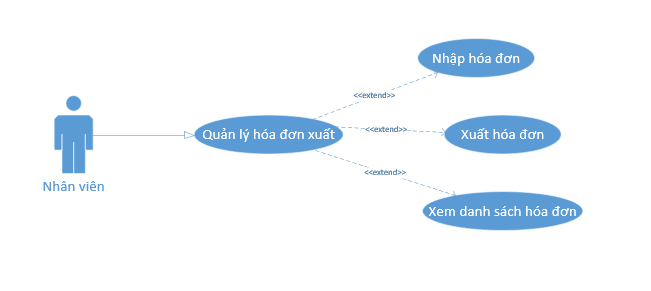 Nhập hóa đơn
<<extend>>
Quản lý hóa đơn xuất
<<extend>>
Xuất hóa đơn
<<extend>>
Nhân viên
Xem danh sách hóa đơn